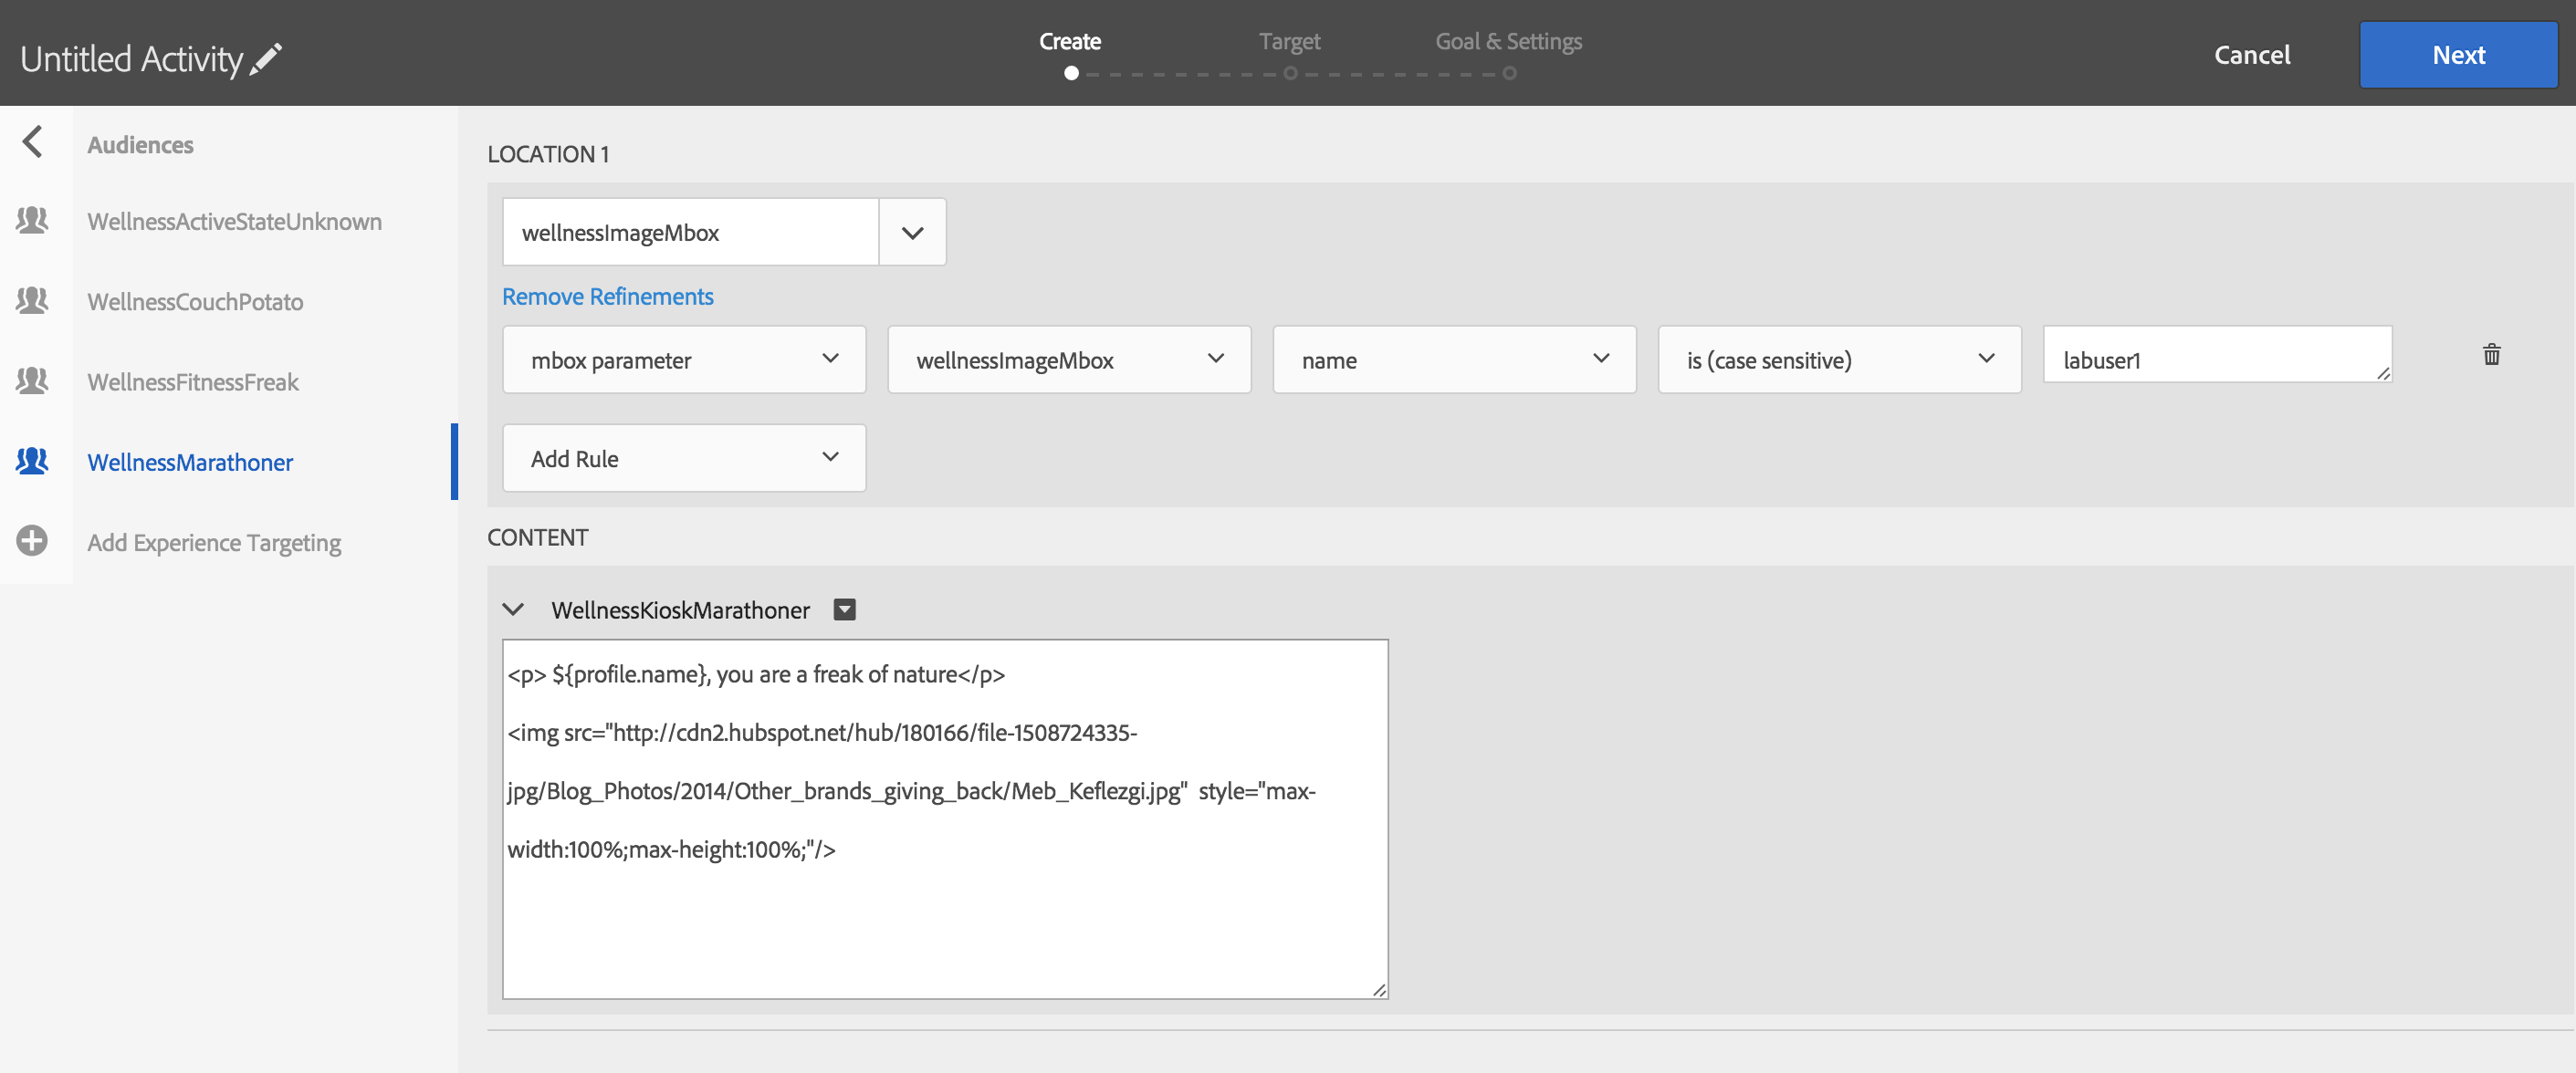 Untitled Activity
Create
Target
Goal & Settings
Cancel
Next
Audiences
WellnessActiveStateUnknown
WellnessCouchPotato
WellnessFitnessFreak
WellnessMarathoner
Add Experience Targeting
LOCATION 1
wellnessImageMbox
Remove Refinements
mbox parameter
wellnessImageMbox
name
is (case sensitive)
labuser1
Add Rule
CONTENT
WellnessKioskMarathoner
<p> ${profile.name}, you are a freak of nature</p>
<img src="http://cdn2.hubspot.net/hub/180166/file-1508724335-
jpg/Blog_Photos/2014/Other_brands_giving_back/Meb_Keflezgi.jpg"  style="max-
width:100%;max-height:100%;"/>